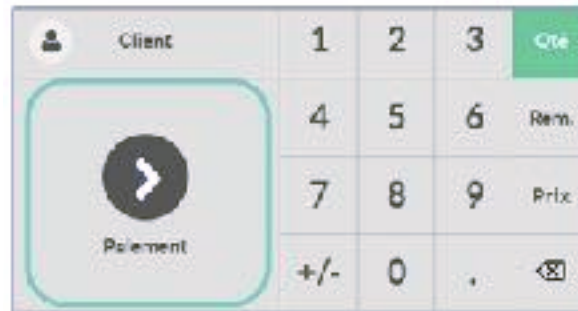 Client 1 2 3 Qté
4 5 6 Rem.
7 8 9 Prix
Paiement
+/- 0 .